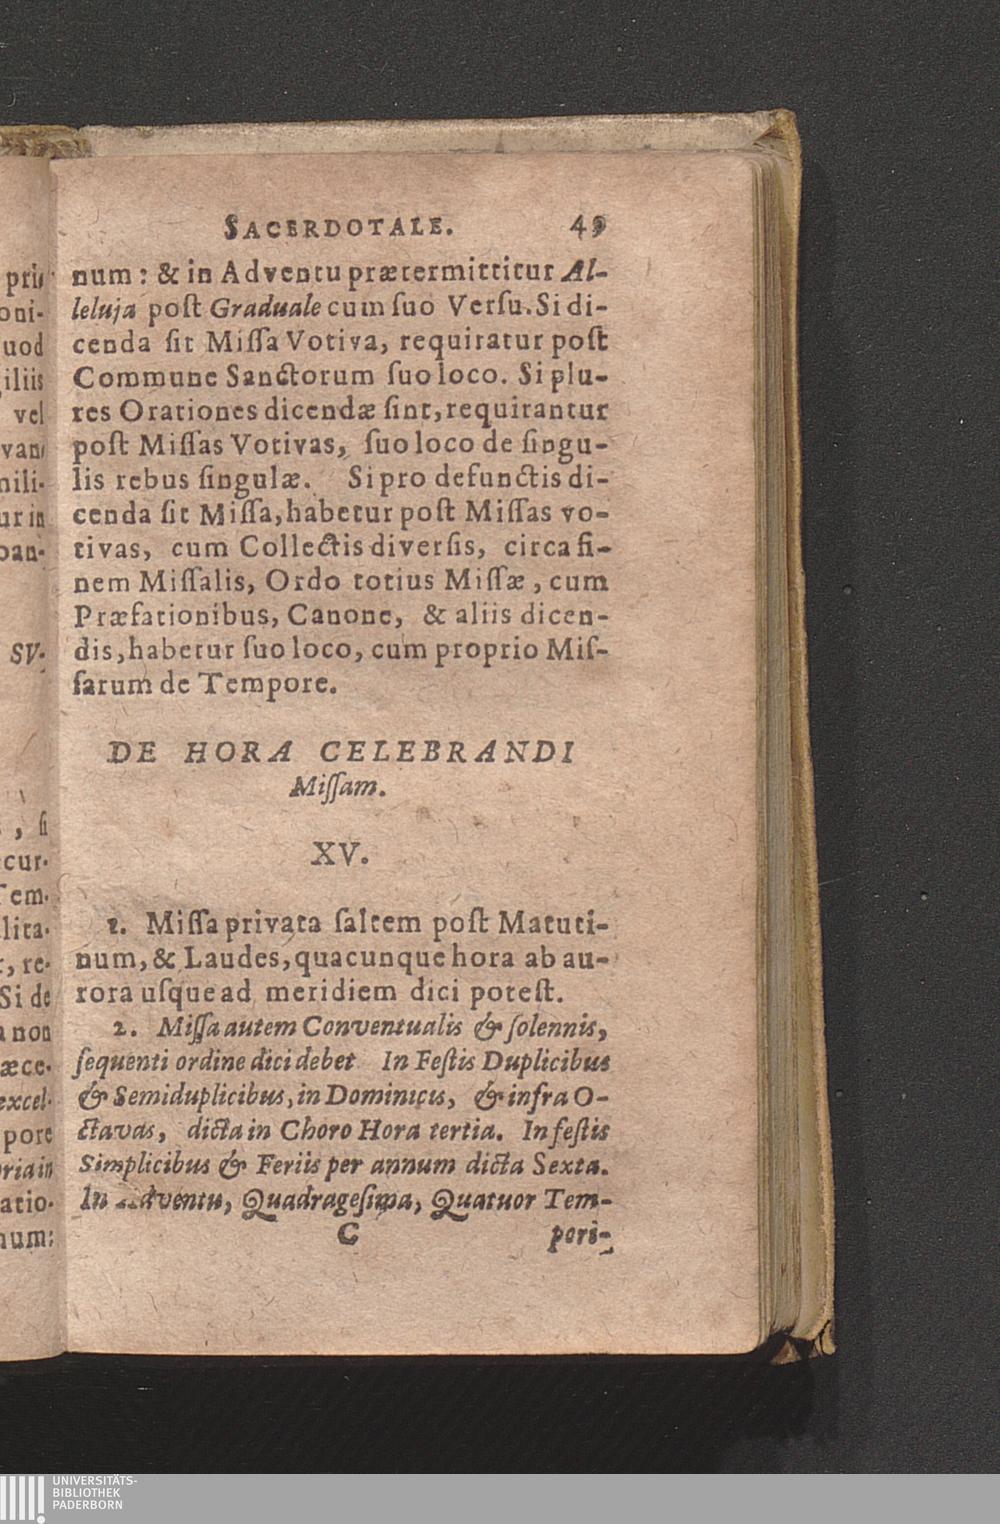 SACERDOTALE. 49
num: & in Adventu prætermittitur Al-
leluja post Graduale cum suo Versu. Si di-
cenda sit Missa Votiva, requiratur post
Commune Sanctorum suo loco. Si plu-
res Orationes dicendæ sint, requirantur
post Missas Votivas, suo loco de singu-
lis rebus singulæ. Si pro defunctis di-
cenda sit Missa, habetur post Missas vo-
tivas, cum Collectis diversis, circa fi-
nem Missalis, Ordo totius Missæ, cum
Præfationibus, Canone, & aliis dicen-
dis, habetur suo loco, cum proprio Mis-
sarum de Tempore.
DE HORA CELEBRANDI
Missam.
XV.
1. Missa privata saltem post Matuti-
num, & Laudes, quacunque hora ab au-
rora usque ad meridiem dici potest.
2. Missa autem Conventualis & solennis,
sequenti ordine dici debet In Festis Duplicibus
& Semiduplicibus, in Dominicis, & infra O-
ctavas, dicta in Choro Hora tertia. In festis
Simplicibus & Feriis per annum dicta Sexta.
In Adventu, Quadragesima, Quatuor Tem-
C pori-
UNIVERSITÄTS-
BIBLIOTHEK
PADERBORN